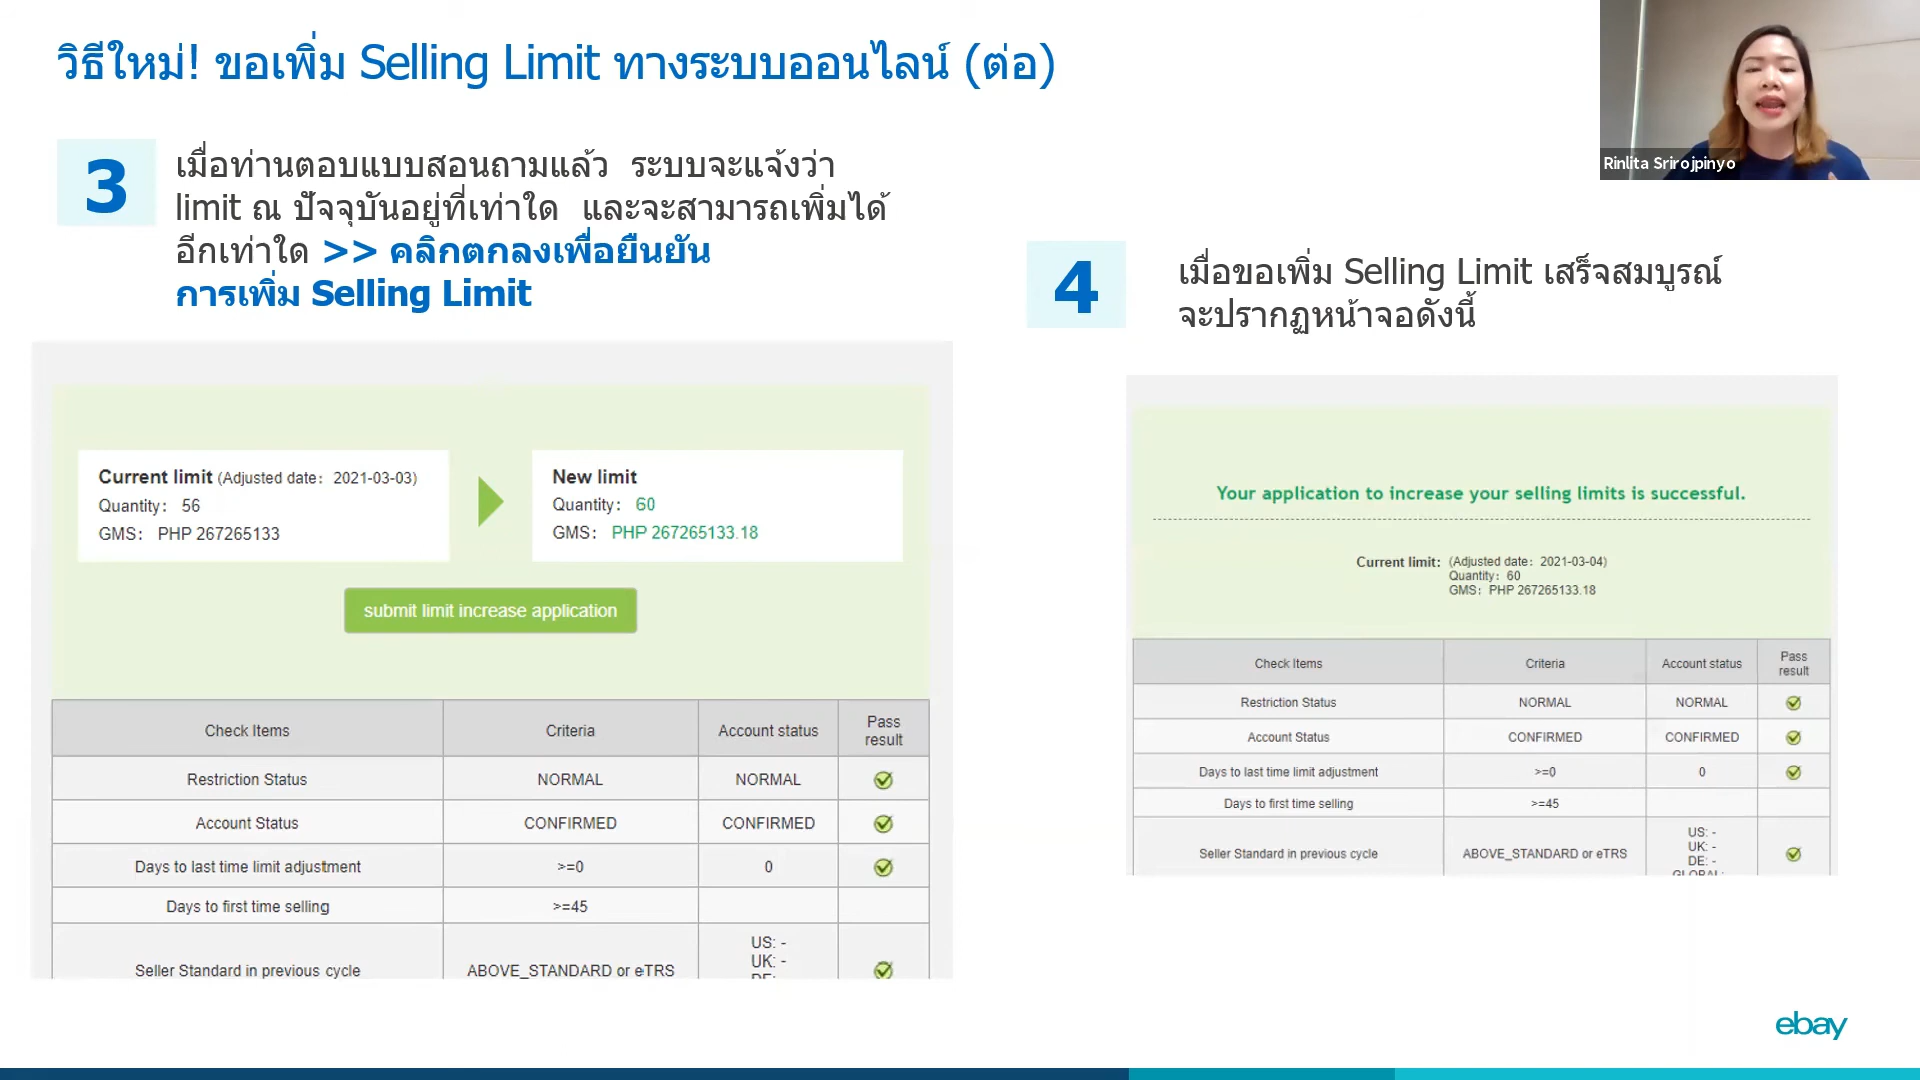 วิธีใหม่! ขอเพิ่ม Selling Limit ทางระบบออนไลน์ (ต่อ)
Rinlita Srirojpinyo
3
เมื่อท่านตอบแบบสอนถามแล้ว ระบบจะแจ้งว่า
limit ณ ปัจจุบันอยู่ที่เท่าใด และจะสามารถเพิ่มได้
อีกเท่าใด >> คลิกตกลงเพื่อยืนยัน
การเพิ่ม Selling Limit
Current limit (Adjusted date: 2021-03-03)
Quantity: 56
GMS: PHP 267265133
New limit
Quantity: 60
GMS: PHP 267265133.18
submit limit increase application
Check Items Criteria Account status Pass result
Restriction Status NORMAL NORMAL
Account Status CONFIRMED CONFIRMED
Days to last time limit adjustment >=0 0
Days to first time selling >=45
US: -
UK: -
Seller Standard in previous cycle ABOVE_STANDARD or eTRS
DE:
4
เมื่อขอเพิ่ม Selling Limit เสร็จสมบูรณ์
จะปรากฏหน้าจอดังนี้
Your application to increase your selling limits is successful.
Current limit: (Adjusted date: 2021-03-04)
Quantity: 60
GMS: PHP 267265133.18
Check Items Criteria Account status Pass result
Restriction Status NORMAL NORMAL
Account Status CONFIRMED CONFIRMED
Days to last time limit adjustment >=0 0
Days to first time selling >=45
US: -
UK: -
Seller Standard in previous cycle ABOVE_STANDARD or eTRS
DE: -
GLOBAL:
ebay